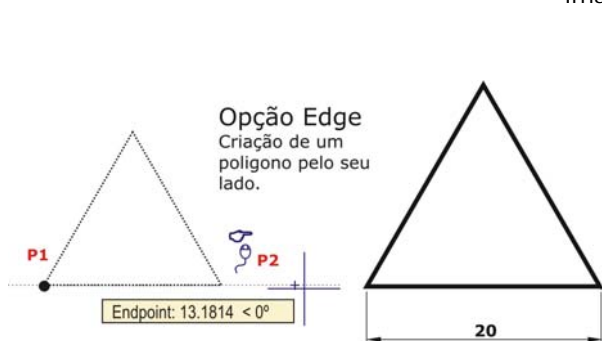 Opção Edge
Criação de um
poligono pelo seu
lado.
P1
P2
Endpoint: 13.1814 < 0º
20